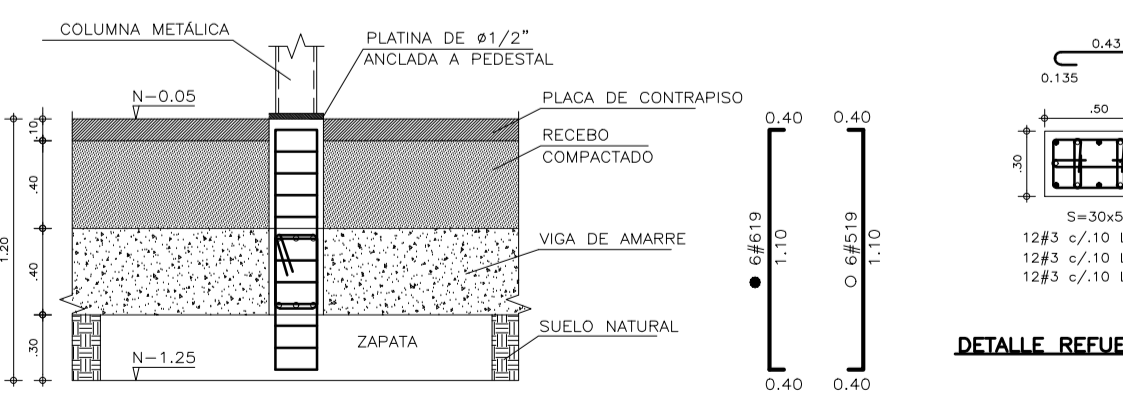 COLUMNA METÁLICA
PLATINA DE ø1/2"
ANCLADA A PEDESTAL
N-0.05
PLACA DE CONTRAPISO
RECEBO
COMPACTADO
VIGA DE AMARRE
SUELO NATURAL
ZAPATA
N-1.25
1.20
.10
.40
.40
.30
0.40
6#619
1.10
0.40
0.40
6#519
1.10
0.40
0.43
0.135
.50
.30
S=30x5
12#3 c/.10 L
12#3 c/.10 L
12#3 c/.10 L
DETALLE REFUE